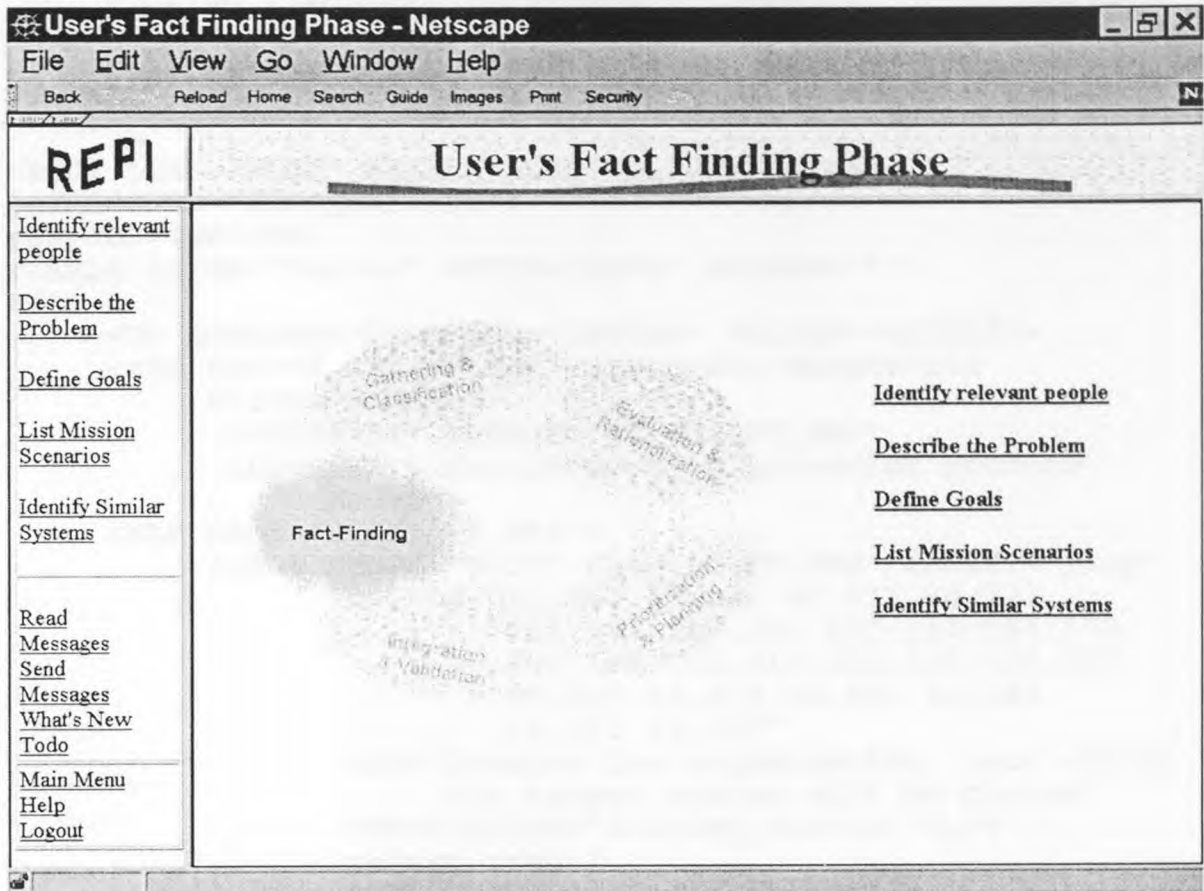 User's Fact Finding Phase - Netscape
File Edit View Go Window Help
Back Reload Home Search Guide Images Print Security
N
REPI
User's Fact Finding Phase
Identify relevant
people
Describe the
Problem
Define Goals
List Mission
Scenarios
Identify Similar
Systems
Read
Messages
Send
Messages
What's New
Todo
Main Menu
Help
Logout
Gathering &
Classification
Evaluation &
Rationalization
Fact-Finding
Prioritization
& Planning
Integration
& Validation
Identify relevant people
Describe the Problem
Define Goals
List Mission Scenarios
Identify Similar Systems